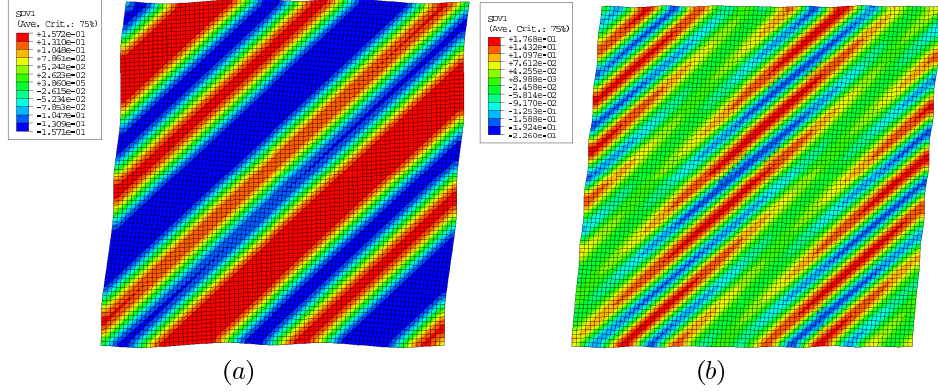 SDV1
(Ave. Crit.: 75%)
+1.572e-01
+1.310e-01
+1.048e-01
+7.861e-02
+5.242e-02
+2.623e-02
+3.860e-05
-2.615e-02
-5.234e-02
-7.853e-02
-1.047e-01
-1.309e-01
-1.571e-01
SDV1
(Ave. Crit.: 75%)
+1.768e-01
+1.432e-01
+1.097e-01
+7.612e-02
+4.255e-02
+8.988e-03
-2.458e-02
-5.814e-02
-9.170e-02
-1.253e-01
-1.588e-01
-1.924e-01
-2.260e-01
(a)
(b)